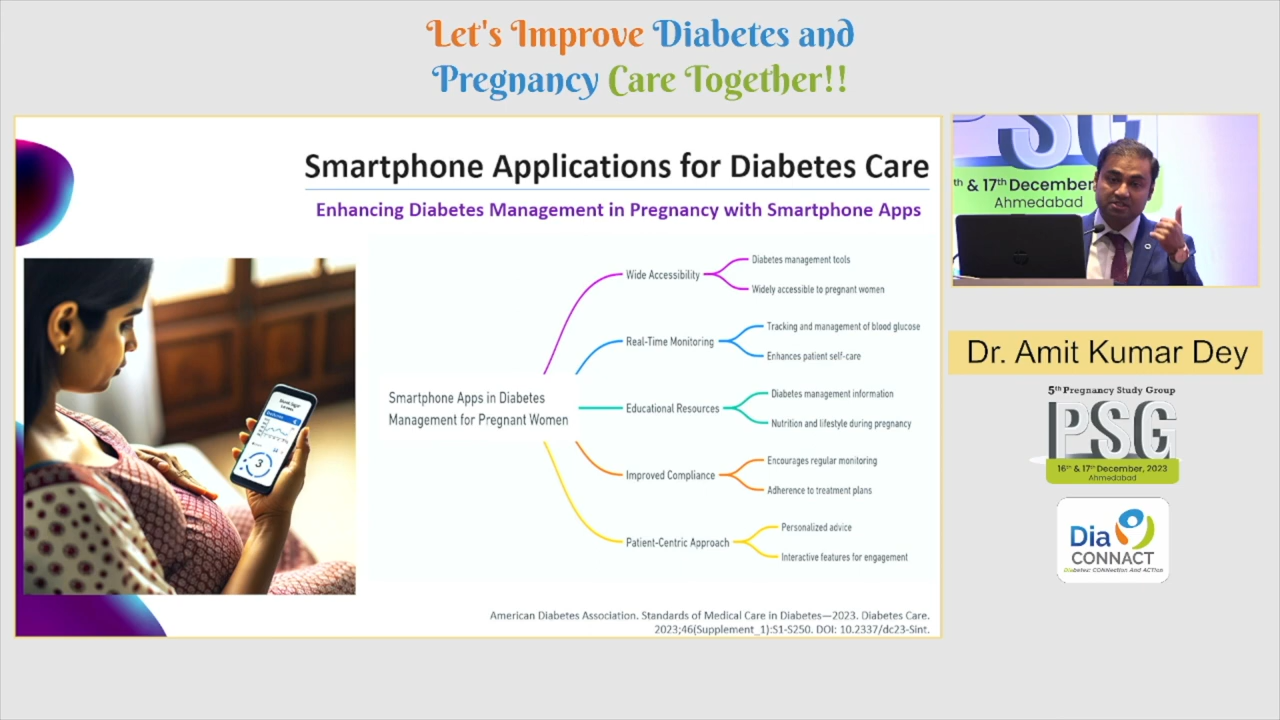 Let's Improve Diabetes and
Pregnancy Care Together!!
Smartphone Applications for Diabetes Care
Enhancing Diabetes Management in Pregnancy with Smartphone Apps
Smartphone Apps in Diabetes
Management for Pregnant Women
Wide Accessibility
Diabetes management tools
Widely accessible to pregnant women
Real-Time Monitoring
Tracking and management of blood glucose
Enhances patient self-care
Educational Resources
Diabetes management information
Nutrition and lifestyle during pregnancy
Improved Compliance
Encourages regular monitoring
Adherence to treatment plans
Patient-Centric Approach
Personalized advice
Interactive features for engagement
3
American Diabetes Association. Standards of Medical Care in Diabetes—2023. Diabetes Care.
2023;46(Supplement_1):S1-S250. DOI: 10.2337/dc23-Sint.
PSG
th & 17th December
Ahmedabad
Dr. Amit Kumar Dey
5th Pregnancy Study Group
PSG
16th & 17th December, 2023
Ahmedabad
Dia
CONNACT
Diabetes: CONNection And ACTion